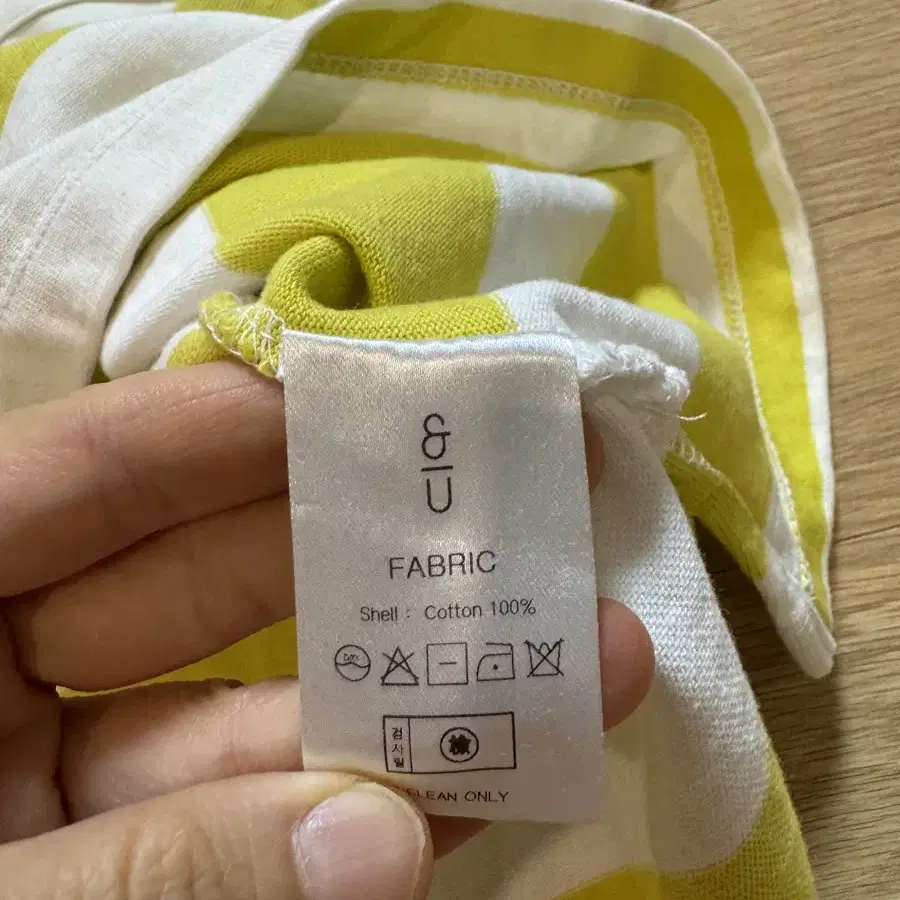 &
U
FABRIC
Shell : Cotton 100%
검사필
CLEAN ONLY